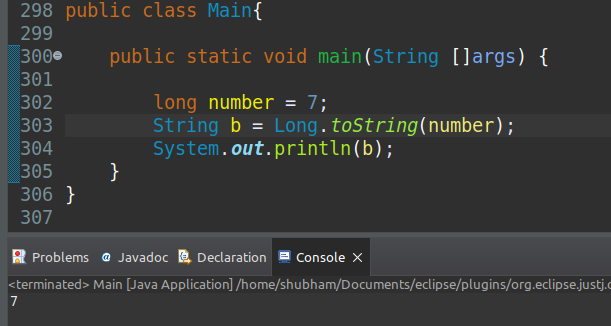 298 public class Main{
299
300 public static void main(String []args) {
301
302 long number = 7;
303 String b = Long.toString(number);
304 System.out.println(b);
305 }
306 }
307
Problems @ Javadoc Declaration Console
<terminated> Main [Java Application] /home/shubham/Documents/eclipse/plugins/org.eclipse.justj.o
7